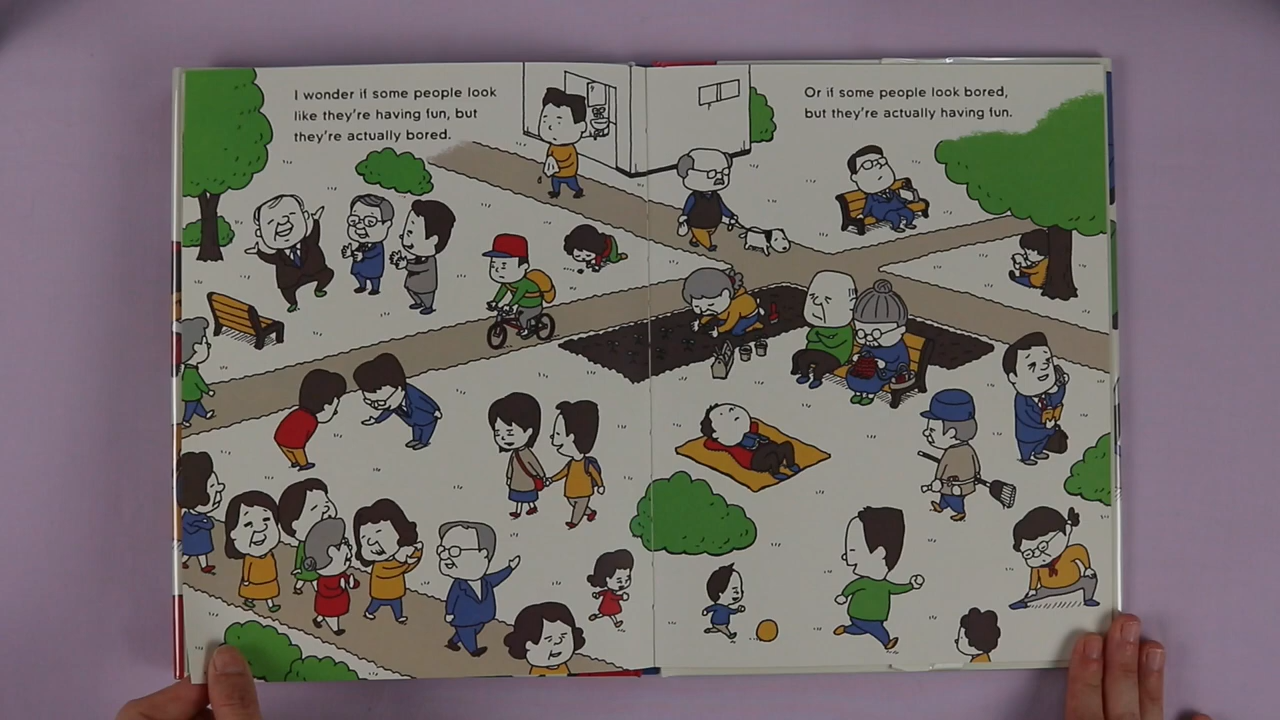 I wonder if some people look
like they're having fun, but
they're actually bored.
Or if some people look bored,
but they're actually having fun.